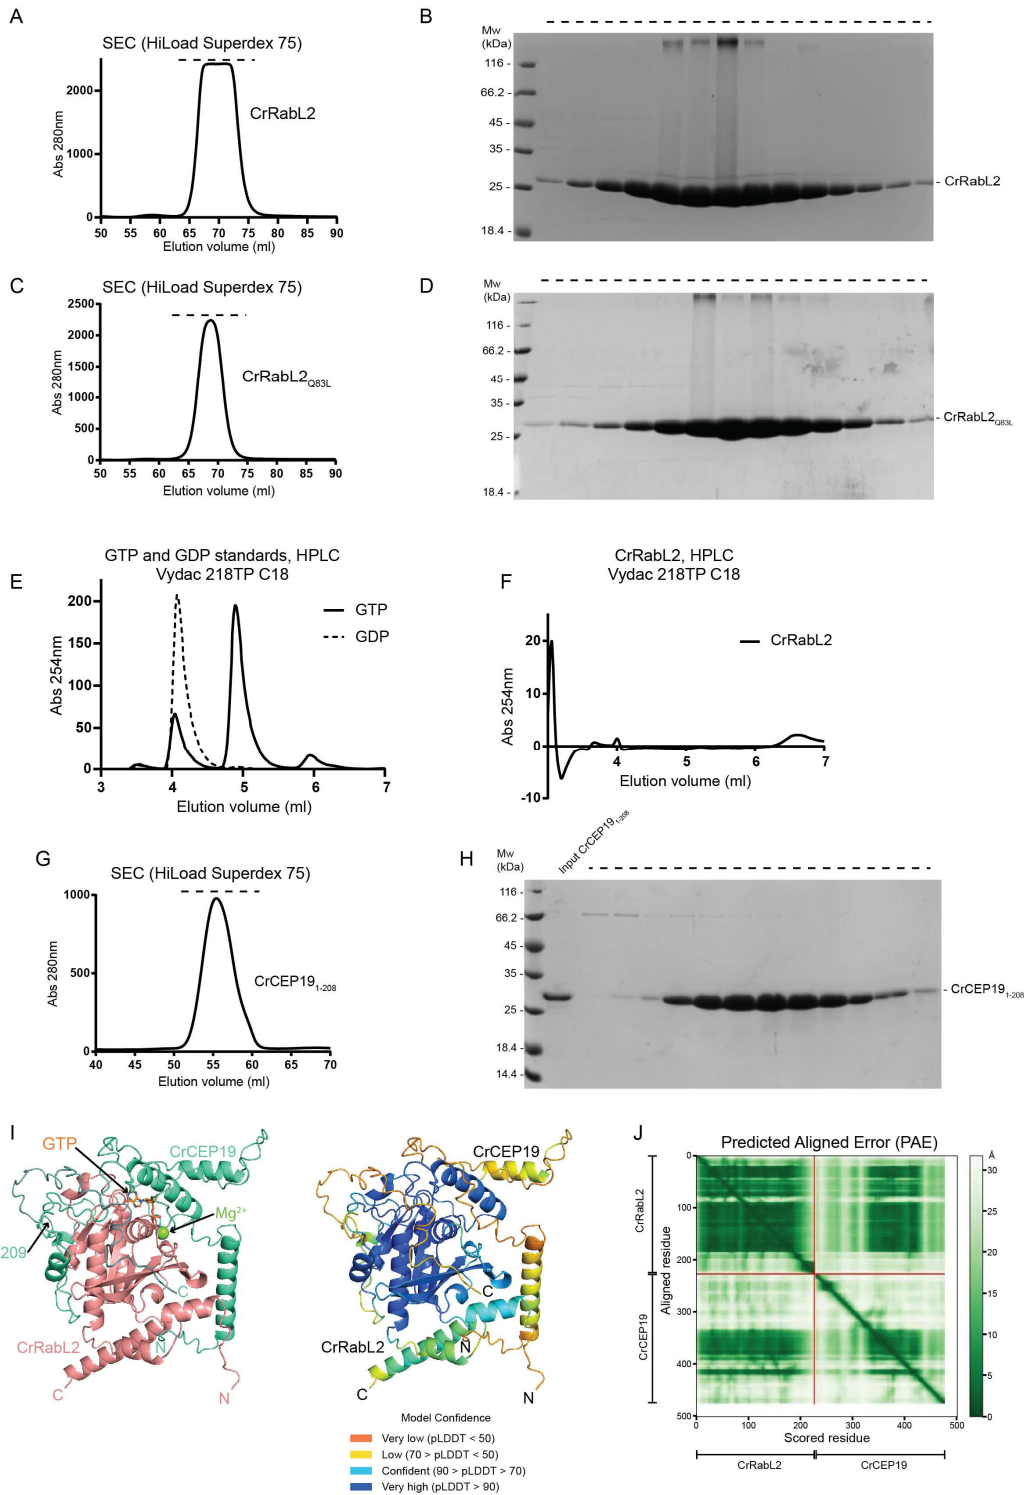 A
SEC (HiLoad Superdex 75)
Abs 280nm
2000
1000
0
CrRabL2
50 55 60 65 70 75 80 85 90
Elution volume (ml)
B
Mw
(kDa)
116 -
66.2 -
45 -
35 -
25 -
18.4 -
- CrRabL2
C
SEC (HiLoad Superdex 75)
Abs 280nm
2500
2000
1500
1000
500
0
CrRabL2Q83L
50 55 60 65 70 75 80 85 90
Elution volume (ml)
D
Mw
(kDa)
116 -
66.2 -
45 -
35 -
25 -
18.4 -
- CrRabL2Q83L
E
GTP and GDP standards, HPLC
Vydac 218TP C18
Abs 254nm
200
150
100
50
0
GTP
GDP
3 4 5 6 7
Elution volume (ml)
F
CrRabL2, HPLC
Vydac 218TP C18
Abs 254nm
20
10
0
-10
CrRabL2
4 5 6 7
Elution volume (ml)
G
SEC (HiLoad Superdex 75)
Abs 280nm
1000
500
0
CrCEP191-208
40 45 50 55 60 65 70
Elution volume (ml)
H
Mw
(kDa)
Input CrCEP191-208
116 -
66.2 -
45 -
35 -
25 -
18.4 -
14.4 -
- CrCEP191-208
I
GTP
CrCEP19
Mg2+
209
C
CrRabL2
N
C
N
CrCEP19
C
CrRabL2
N
C
N
Model Confidence
Very low (pLDDT < 50)
Low (70 > pLDDT < 50)
Confident (90 > pLDDT > 70)
Very high (pLDDT > 90)
J
Predicted Aligned Error (PAE)
CrRabL2
CrCEP19
Aligned residue
0
100
200
300
400
500
0 100 200 300 400 500
Scored residue
CrRabL2 CrCEP19
Å
30
25
20
15
10
5
0